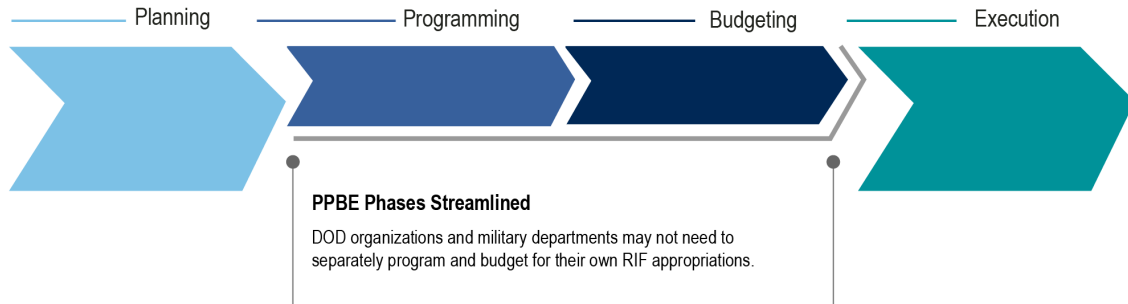 Planning
Programming
Budgeting
Execution
PPBE Phases Streamlined
DOD organizations and military departments may not need to
separately program and budget for their own RIF appropriations.